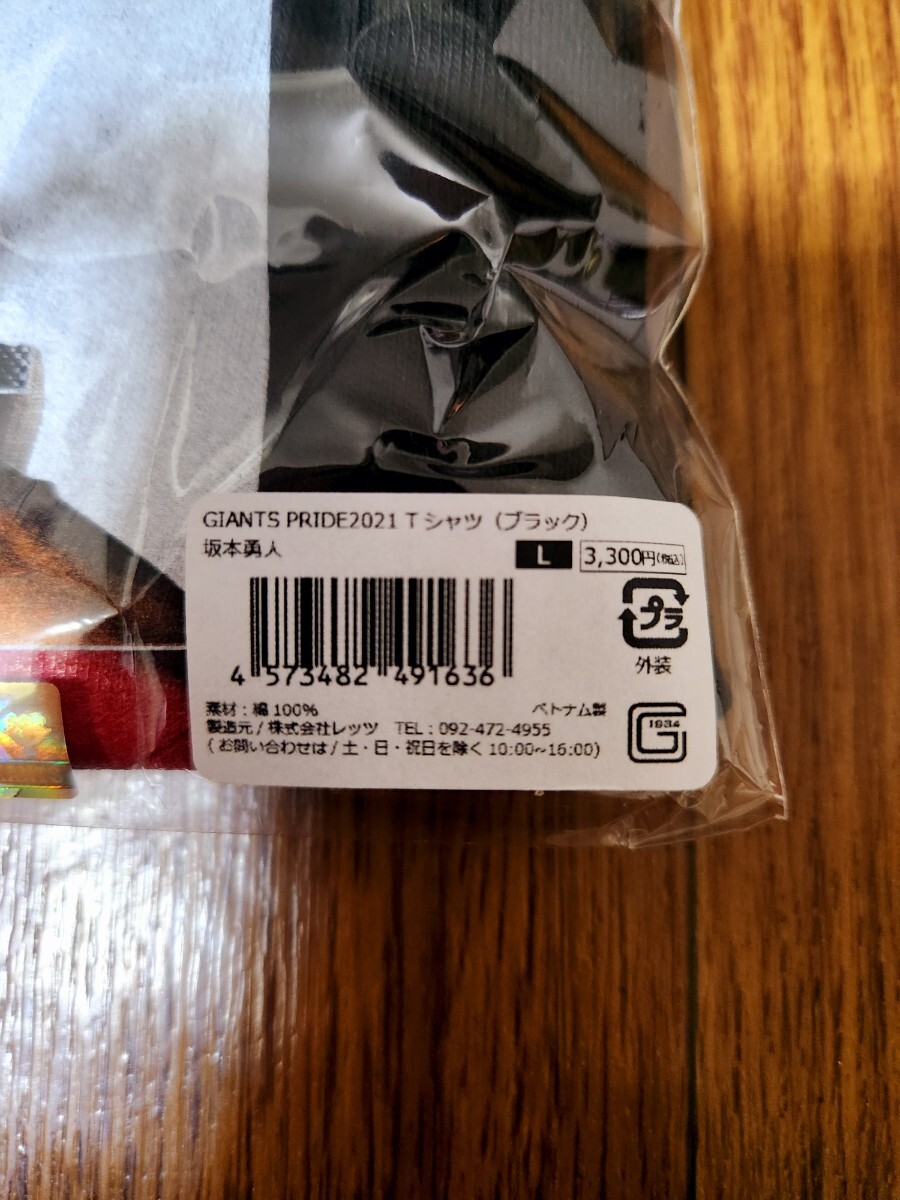 GIANTS PRIDE2021 Tシャツ（ブラック）
坂本勇人
L 3,300円(税込)
プラ
外装
4 573482 491636
素材：綿 100% ベトナム製
製造元 / 株式会社レッツ TEL：092-472-4955
( お問い合わせは / 土・日・祝日を除く 10:00~16:00)
1934
G